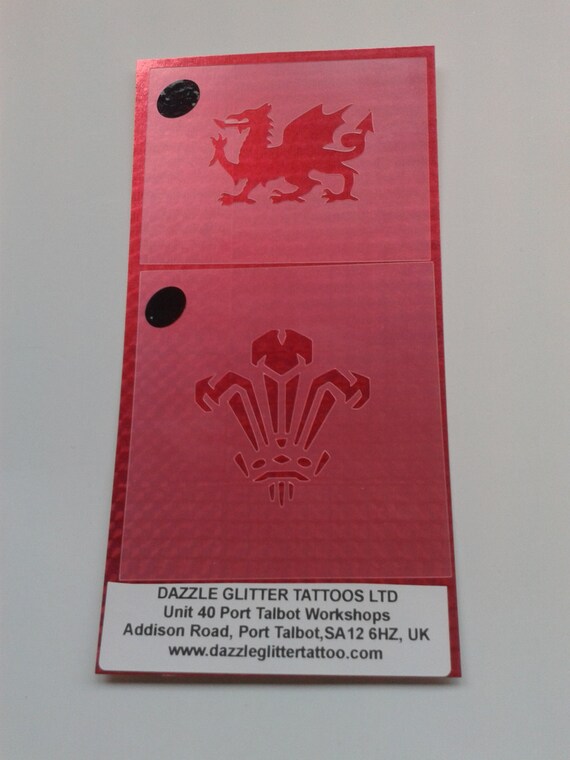 DAZZLE GLITTER TATTOOS LTD
Unit 40 Port Talbot Workshops
Addison Road, Port Talbot,SA12 6HZ, UK
www.dazzleglittertattoo.com